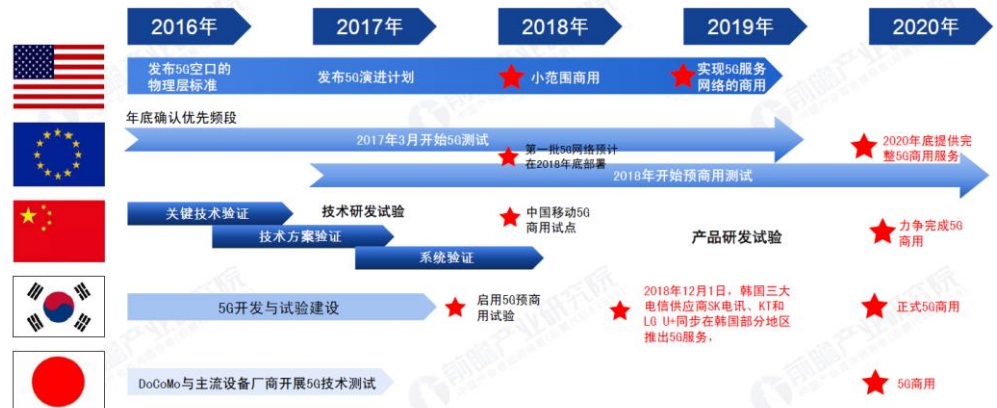 2016年
2017年
2018年
2019年
2020年
发布5G空口的
物理层标准
发布5G演进计划
小范围商用
实现5G服务
网络的商用
年底确认优先频段
2017年3月开始5G测试
第一批5G网络预计
在2018年底部署
2020年底提供完
整5G商用服务
2018年开始预商用测试
关键技术验证
技术研发试验
中国移动5G
商用试点
力争完成5G
商用
技术方案验证
产品研发试验
系统验证
5G开发与试验建设
启用5G预商
用试验
2018年12月1日，韩国三大
电信供应商SK电讯、KT和
LG U+同步在韩国部分地区
推出5G服务，
正式5G商用
DoCoMo与主流设备厂商开展5G技术测试
5G商用
前瞻产业研究院